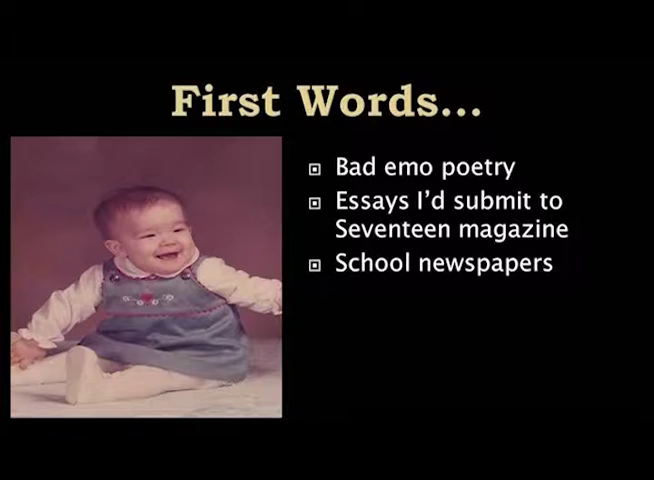 First Words...
Bad emo poetry
Essays I'd submit to
Seventeen magazine
School newspapers